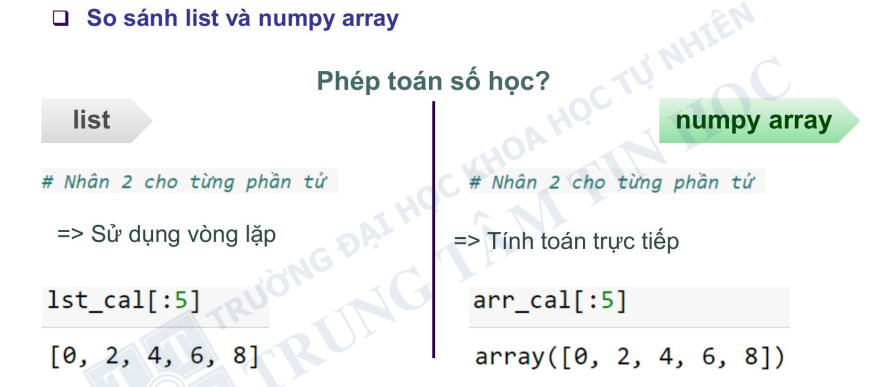 So sánh list và numpy array
Phép toán số học?
list
# Nhân 2 cho từng phần tử
=> Sử dụng vòng lặp
lst_cal[:5]
[0, 2, 4, 6, 8]
numpy array
# Nhân 2 cho từng phần tử
=> Tính toán trực tiếp
arr_cal[:5]
array([0, 2, 4, 6, 8])
TRƯỜNG ĐẠI HỌC KHOA HỌC TỰ NHIÊN
TRUNG TÂM TIN HỌC